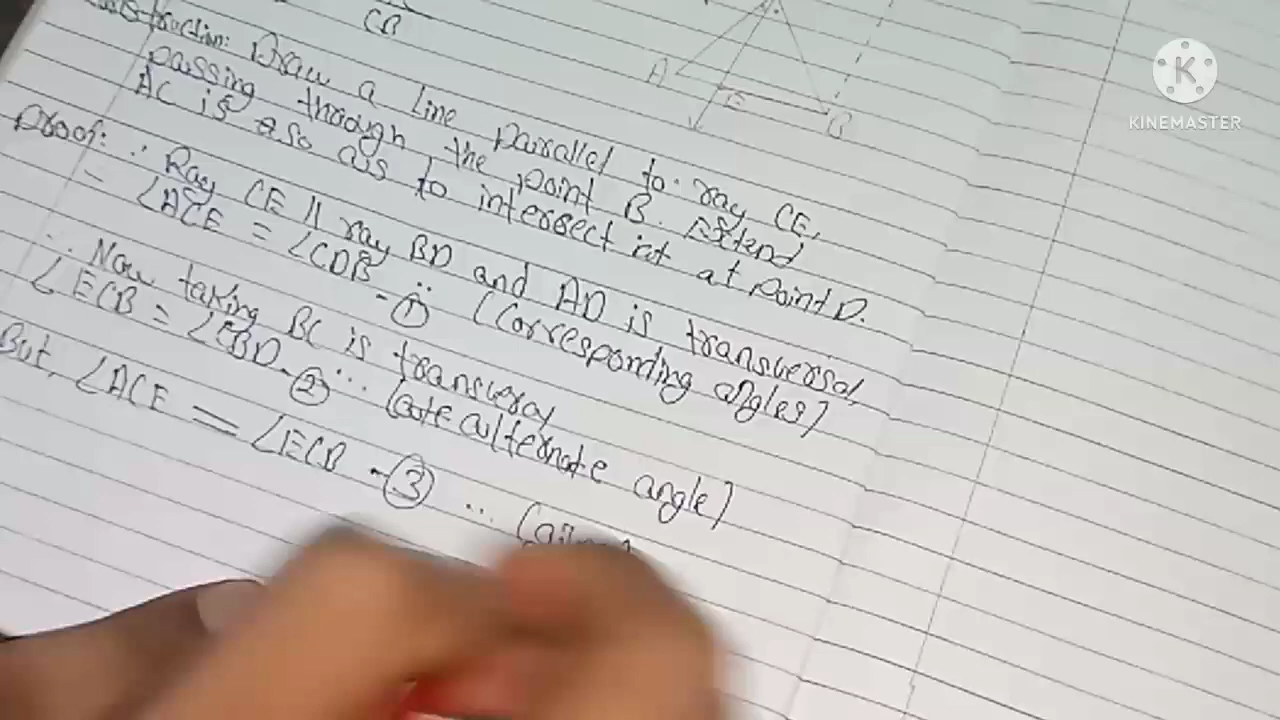 CB
A
E
B
Construction: Draw a line parallel to ray CE,
passing through the point B. Extend
AC is aso as to intersect it at point D.
Proof: ∵ Ray CE || ray BD and AD is transversal,
= ∠ACE = ∠CDB - ① ... (Corresponding angles]
∴ Now taking BC is transversal
∠ECB = ∠CBD - ② ... (alternate angle]
But, ∠ACE = ∠ECB - ③ ... (given]
K
KINEMASTER